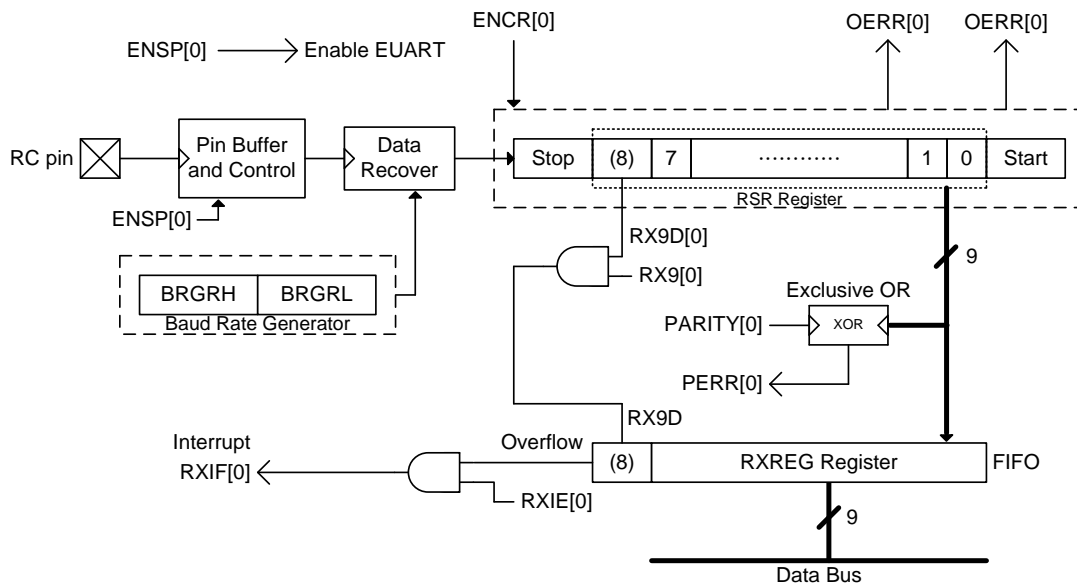 ENCR[0]
OERR[0]
OERR[0]
ENSP[0]
Enable EUART
RC pin
Pin Buffer
and Control
Data
Recover
Stop
(8)
7
............
1
0
Start
RSR Register
ENSP[0]
RX9D[0]
RX9[0]
9
BRGRH
BRGRL
Baud Rate Generator
Exclusive OR
PARITY[0]
XOR
PERR[0]
RX9D
Interrupt
RXIF[0]
Overflow
(8)
RXREG Register
FIFO
RXIE[0]
9
Data Bus